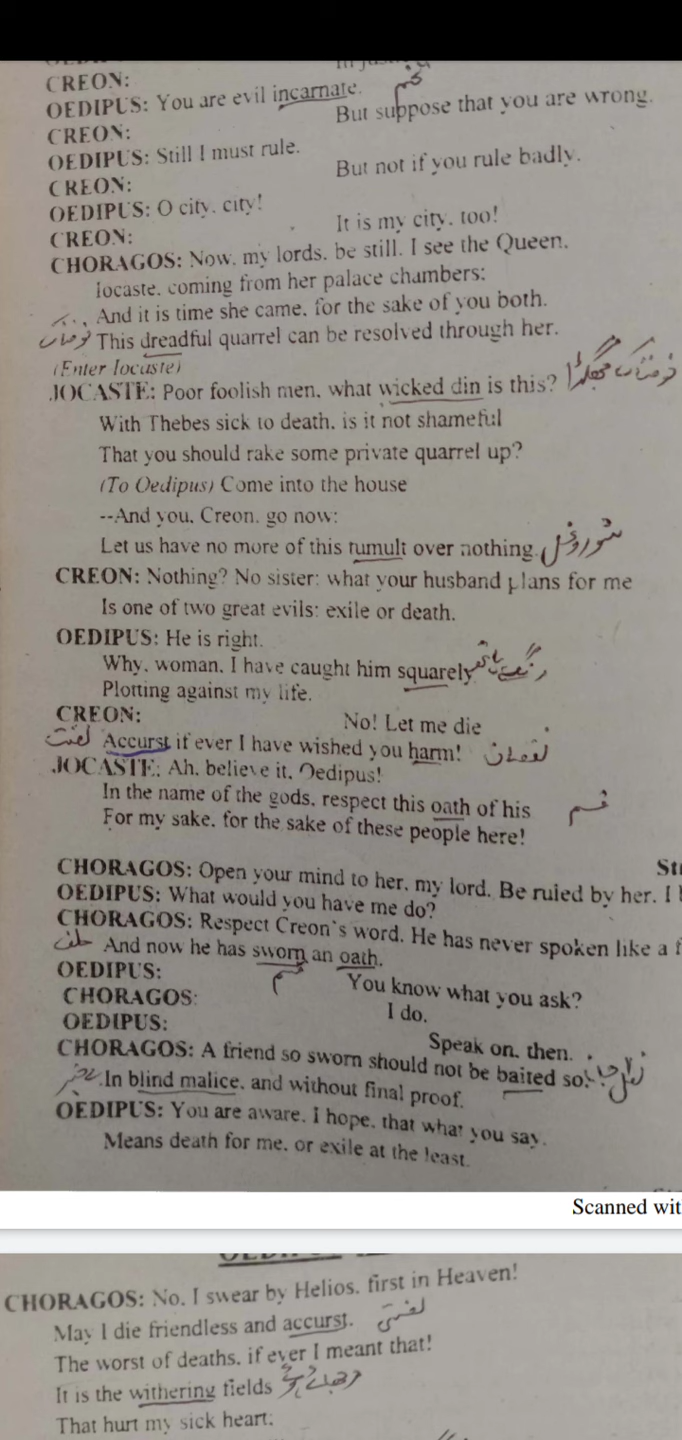 CREON:
OEDIPUS: You are evil incarnate.
مجسم
But suppose that you are wrong.
CREON:
OEDIPUS: Still I must rule.
But not if you rule badly.
CREON:
OEDIPUS: O city. city!
It is my city. too!
CREON:
CHORAGOS: Now. my lords. be still. I see the Queen.
Iocaste. coming from her palace chambers:
And it is time she came. for the sake of you both.
This dreadful quarrel can be resolved through her.
(Enter Iocaste)
JOCASTE: Poor foolish men. what wicked din is this?
With Thebes sick to death. is it not shameful
That you should rake some private quarrel up?
(To Oedipus) Come into the house
--And you, Creon. go now:
Let us have no more of this tumult over nothing. شوروغل
CREON: Nothing? No sister: what your husband plans for me
Is one of two great evils: exile or death.
OEDIPUS: He is right.
Why. woman. I have caught him squarely
Plotting against my life.
CREON:
No! Let me die
لعنت Accurst if ever I have wished you harm! نقصان
JOCASTE: Ah. believe it. Oedipus!
In the name of the gods. respect this oath of his قسم
For my sake. for the sake of these people here!
CHORAGOS: Open your mind to her. my lord. Be ruled by her. I
OEDIPUS: What would you have me do?
CHORAGOS: Respect Creon's word. He has never spoken like a
حلف And now he has sworn an oath.
قسم
OEDIPUS:
You know what you ask?
CHORAGOS:
I do.
OEDIPUS:
Speak on. then.
CHORAGOS: A friend so sworn should not be baited so.
In blind malice. and without final proof.
OEDIPUS: You are aware. I hope. that what you say.
Means death for me. or exile at the least.
Scanned wit
CHORAGOS: No. I swear by Helios. first in Heaven!
May I die friendless and accurst. لعنتی
The worst of deaths. if ever I meant that!
It is the withering fields
That hurt my sick heart: